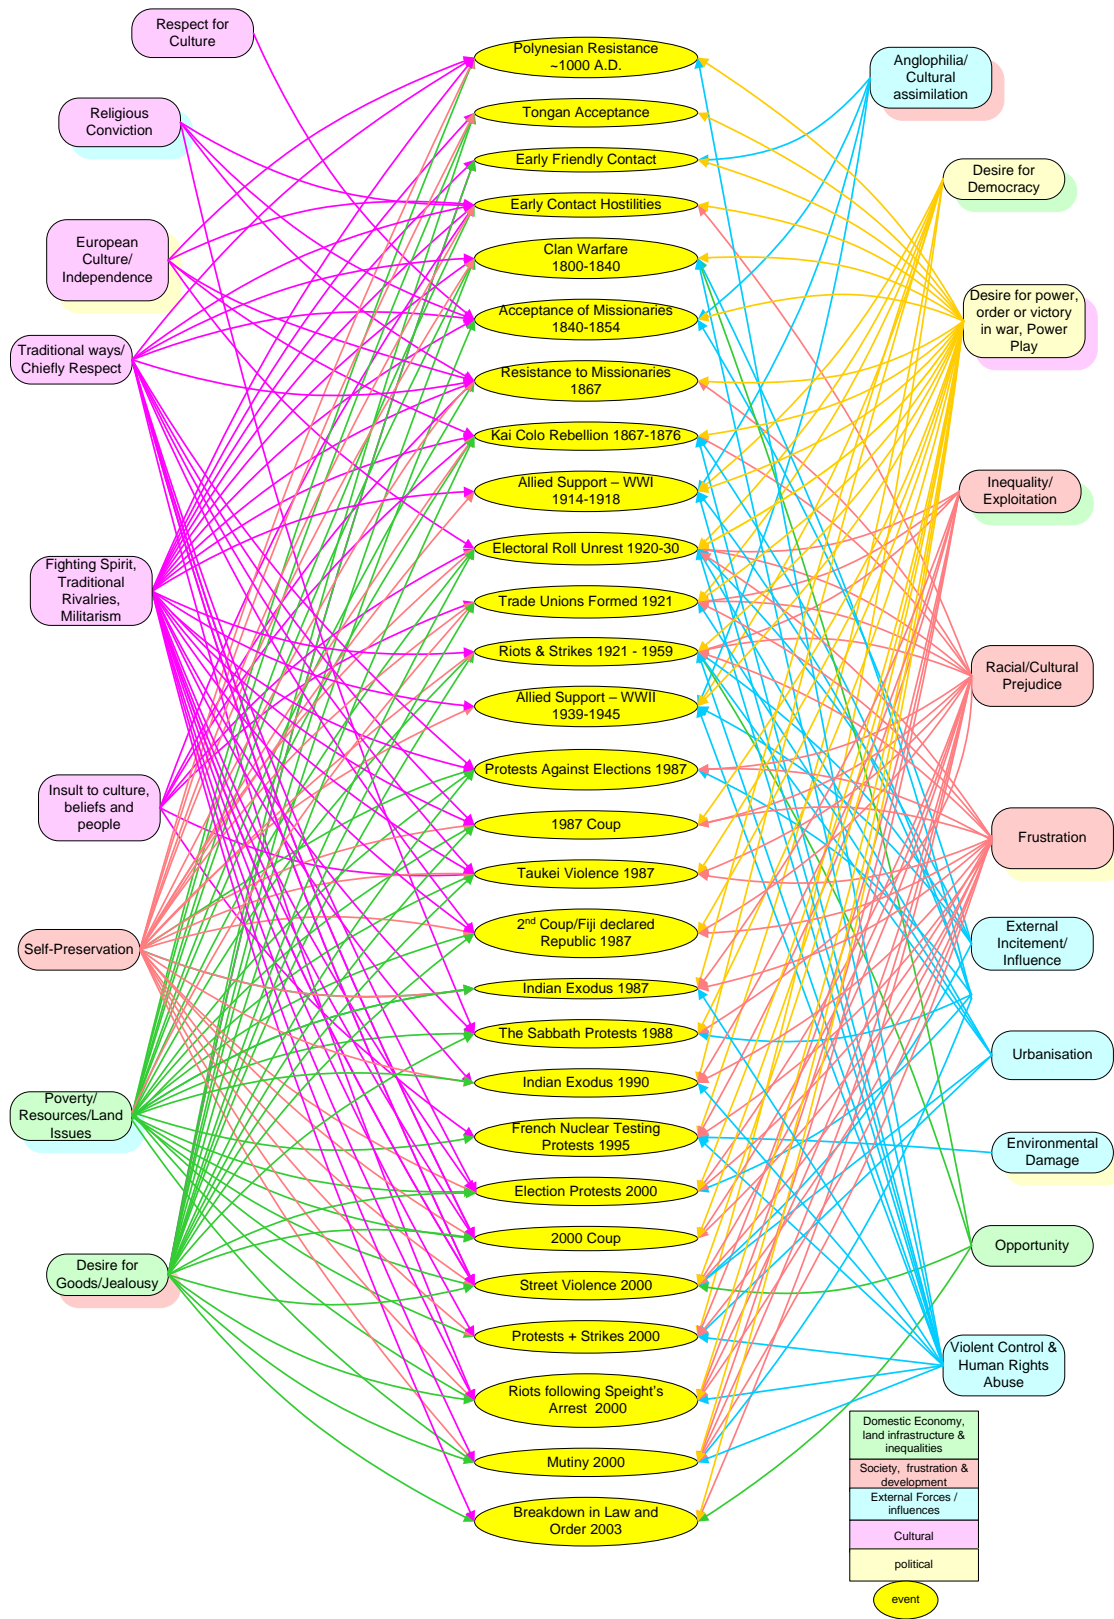 Respect for
Culture
Religious
Conviction
European
Culture/
Independence
Traditional ways/
Chiefly Respect
Fighting Spirit,
Traditional
Rivalries,
Militarism
Insult to culture,
beliefs and
people
Self-Preservation
Poverty/
Resources/Land
Issues
Desire for
Goods/Jealousy
Polynesian Resistance
~1000 A.D.
Tongan Acceptance
Early Friendly Contact
Early Contact Hostilities
Clan Warfare
1800-1840
Acceptance of Missionaries
1840-1854
Resistance to Missionaries
1867
Kai Colo Rebellion 1867-1876
Allied Support – WWI
1914-1918
Electoral Roll Unrest 1920-30
Trade Unions Formed 1921
Riots & Strikes 1921 - 1959
Allied Support – WWII
1939-1945
Protests Against Elections 1987
1987 Coup
Taukei Violence 1987
2nd Coup/Fiji declared
Republic 1987
Indian Exodus 1987
The Sabbath Protests 1988
Indian Exodus 1990
French Nuclear Testing
Protests 1995
Election Protests 2000
2000 Coup
Street Violence 2000
Protests + Strikes 2000
Riots following Speight's
Arrest 2000
Mutiny 2000
Breakdown in Law and
Order 2003
Anglophilia/
Cultural
assimilation
Desire for
Democracy
Desire for power,
order or victory
in war, Power
Play
Inequality/
Exploitation
Racial/Cultural
Prejudice
Frustration
External
Incitement/
Influence
Urbanisation
Environmental
Damage
Opportunity
Violent Control &
Human Rights
Abuse
Domestic Economy,
land infrastructure &
inequalities
Society, frustration &
development
External Forces /
influences
Cultural
political
event